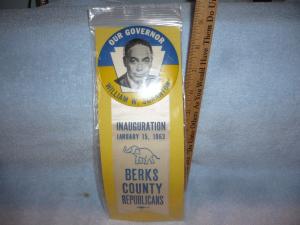 OUR GOVERNOR
WILLIAM W. SCRANTON
INAUGURATION
JANUARY 15, 1963
BERKS
COUNTY
REPUBLICANS